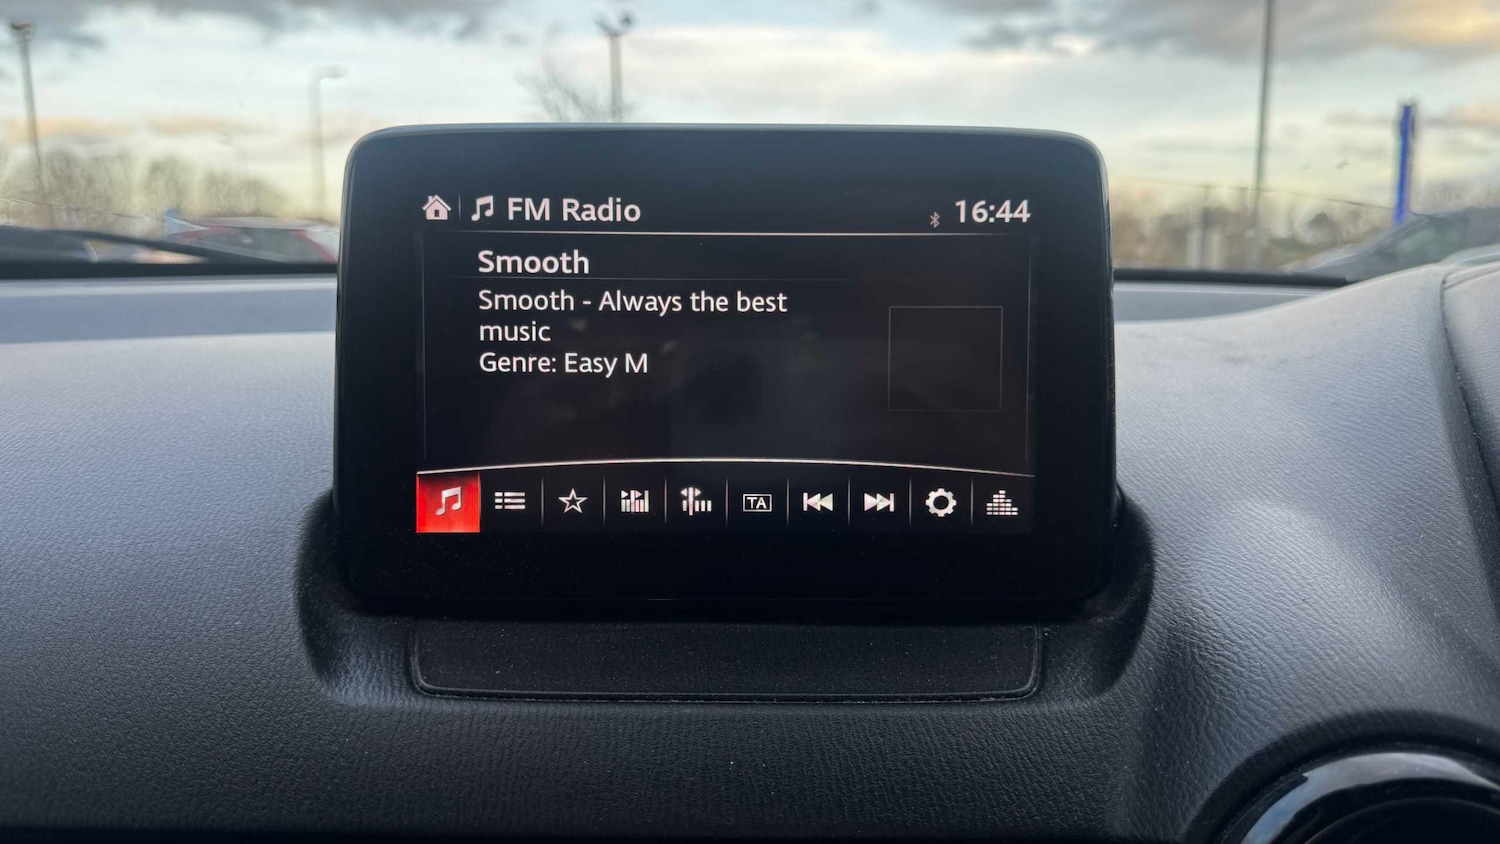 FM Radio
16:44
Smooth
Smooth - Always the best
music
Genre: Easy M
TA